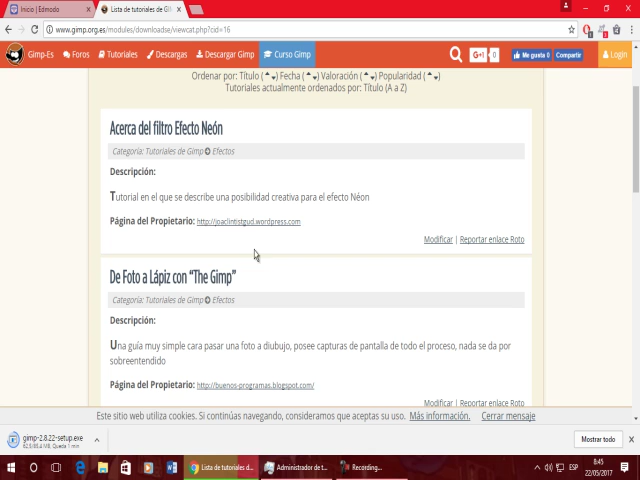 Inicio | Edmodo
Lista de tutoriales de GI
www.gimp.org.es/modules/downloadse/viewcat.php?cid=16
Gimp-Es Foros Tutoriales Descargas Descargar Gimp Curso Gimp G+1 0 Me gusta 0 Compartir Login
Ordenar por: Título ( ) Fecha ( ) Valoración ( ) Popularidad ( )
Tutoriales actualmente ordenados por: Título (A a Z)
Acerca del filtro Efecto Neón
Categoría: Tutoriales de Gimp Efectos
Descripción:
Tutorial en el que se describe una posibilidad creativa para el efecto Néon
Página del Propietario: http://joaclintistgud.wordpress.com
Modificar | Reportar enlace Roto
De Foto a Lápiz con “The Gimp”
Categoría: Tutoriales de Gimp Efectos
Descripción:
Una guía muy simple cara pasar una foto a diubujo, posee capturas de pantalla de todo el proceso, nada se da por
sobreentendido
Página del Propietario: http://buenos-programas.blogspot.com/
Modificar | Reportar enlace Roto
Este sitio web utiliza cookies. Si continúas navegando, consideramos que aceptas su uso. Más información. Cerrar mensaje
gimp-2.8.22-setup.exe
Mostrar todo
Lista de tutoriales d...
Administrador de t...
Recording...
ESP
8:45
22/05/2017